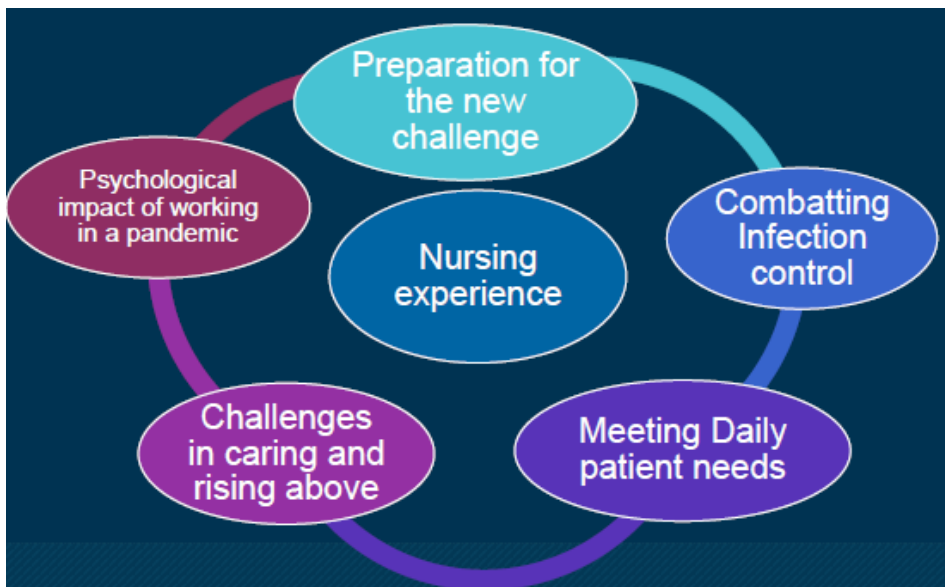 Preparation for
the new
challenge
Psychological
impact of working
in a pandemic
Combatting
Infection
control
Nursing
experience
Challenges
in caring and
rising above
Meeting Daily
patient needs